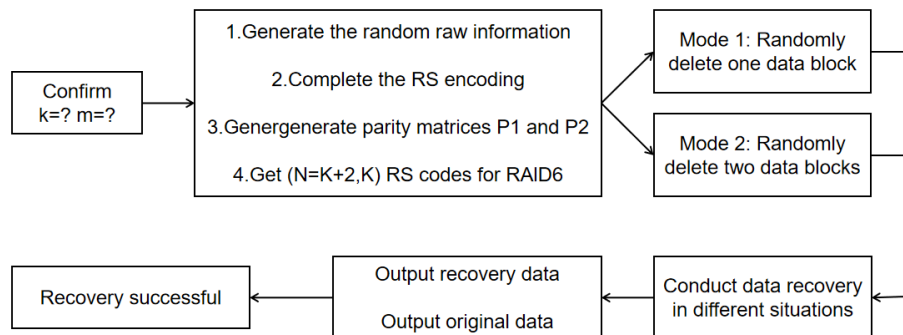 Confirm
k=? m=?
1.Generate the random raw information
2.Complete the RS encoding
3.Genergenerate parity matrices P1 and P2
4.Get (N=K+2,K) RS codes for RAID6
Mode 1: Randomly
delete one data block
Mode 2: Randomly
delete two data blocks
Conduct data recovery
in different situations
Output recovery data
Output original data
Recovery successful